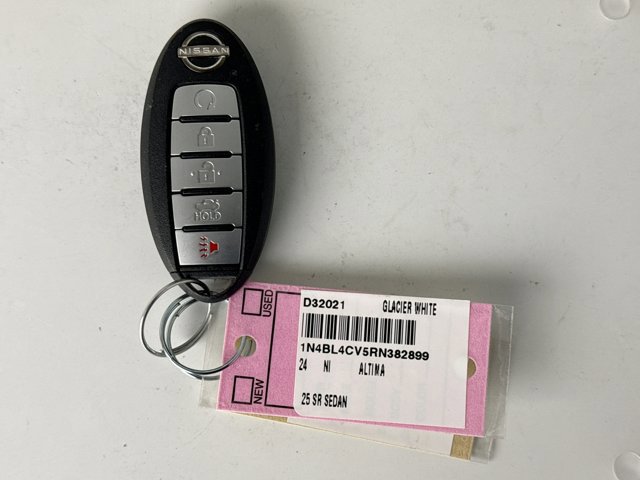 NISSAN
HOLD
USED
NEW
D32021 GLACIER WHITE
1N4BL4CV5RN382899
24 NI ALTIMA
25 SR SEDAN